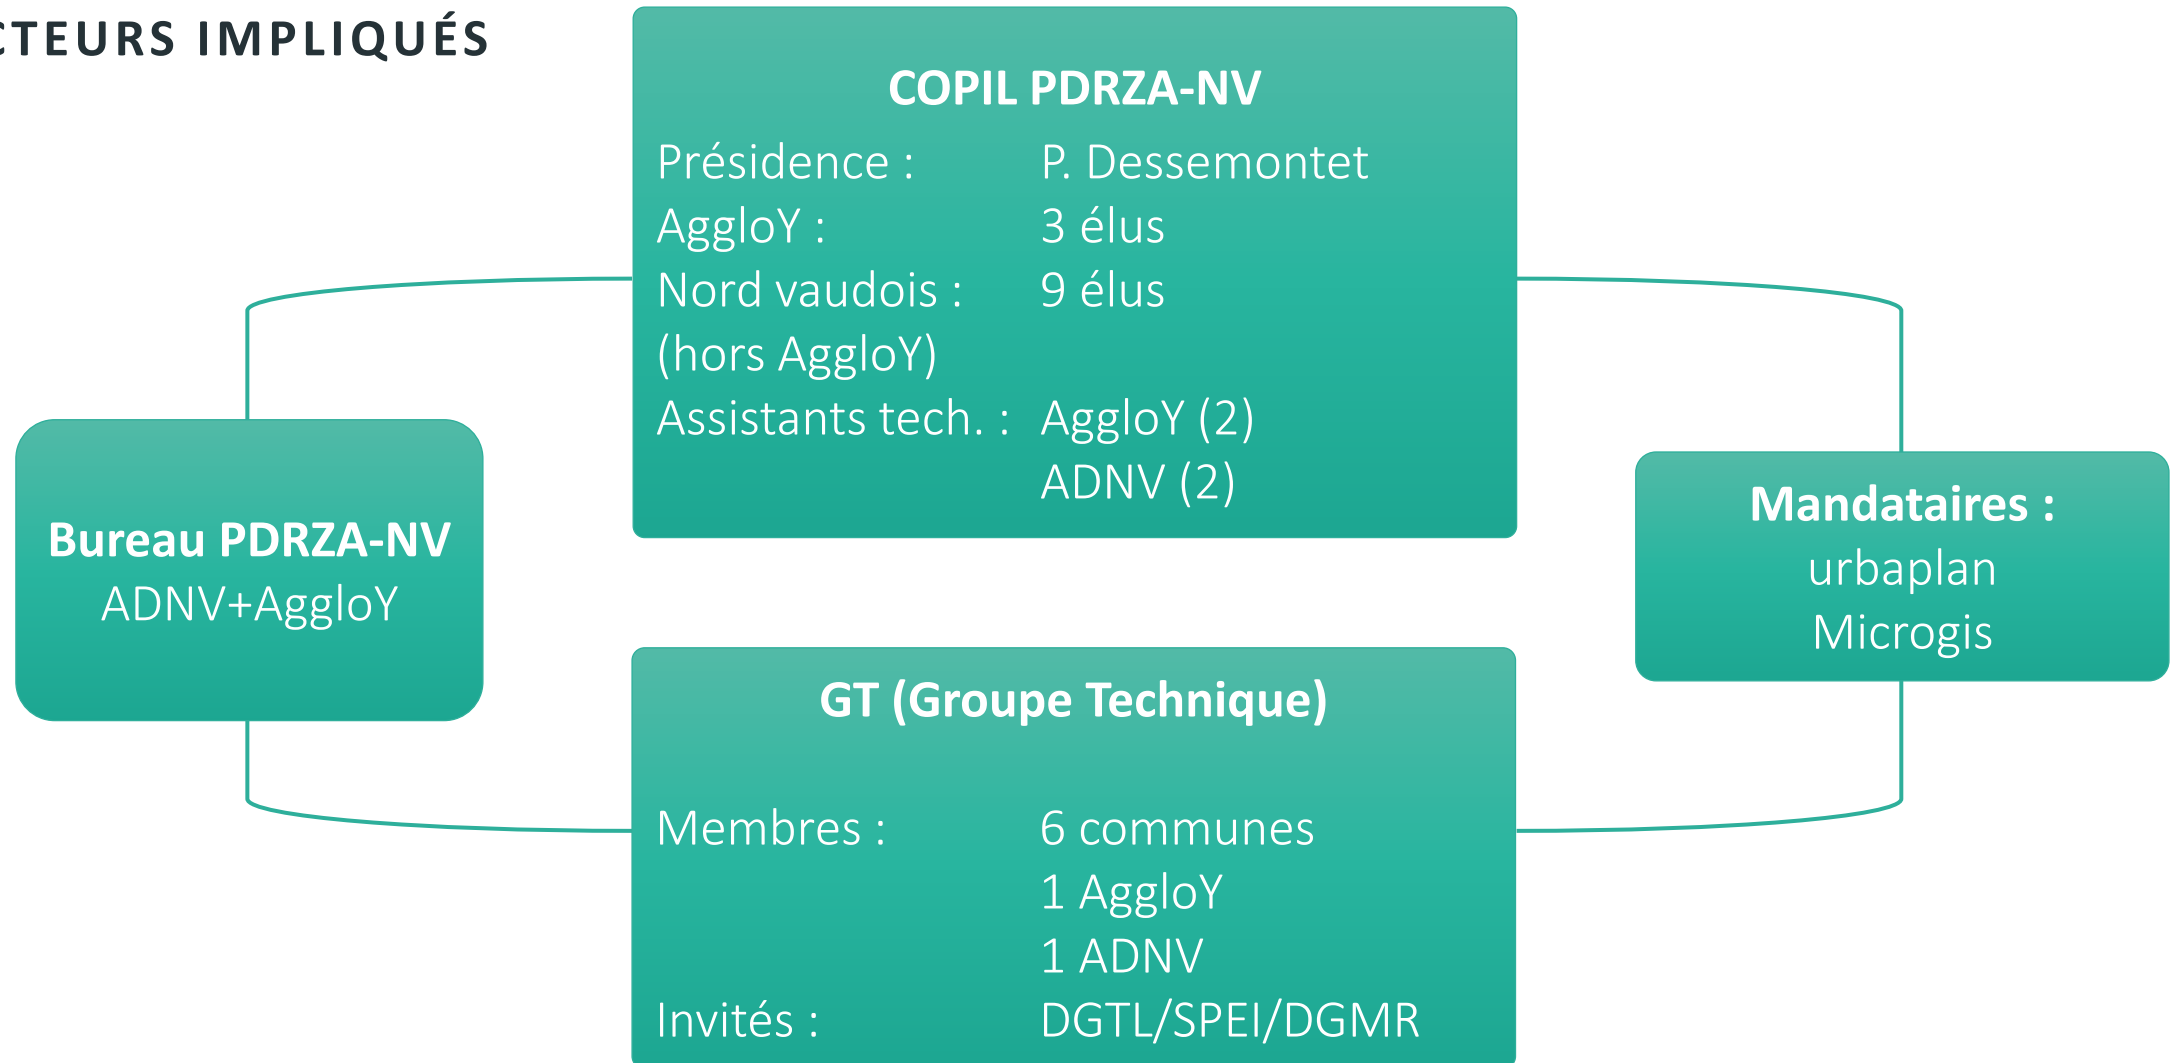 CTEURS IMPLIQUÉS
COPIL PDRZA-NV
Présidence : P. Dessemontet
AggloY : 3 élus
Nord vaudois : 9 élus
(hors AggloY)
Assistants tech. : AggloY (2)
ADNV (2)
Bureau PDRZA-NV
ADNV+AggloY
Mandataires :
urbaplan
Microgis
GT (Groupe Technique)
Membres : 6 communes
1 AggloY
1 ADNV
Invités : DGTL/SPEI/DGMR